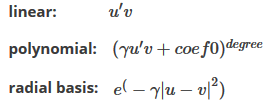 linear: u′v
polynomial: (γu′v + coef0)^degree
radial basis: e^( − γ|u − v|²)